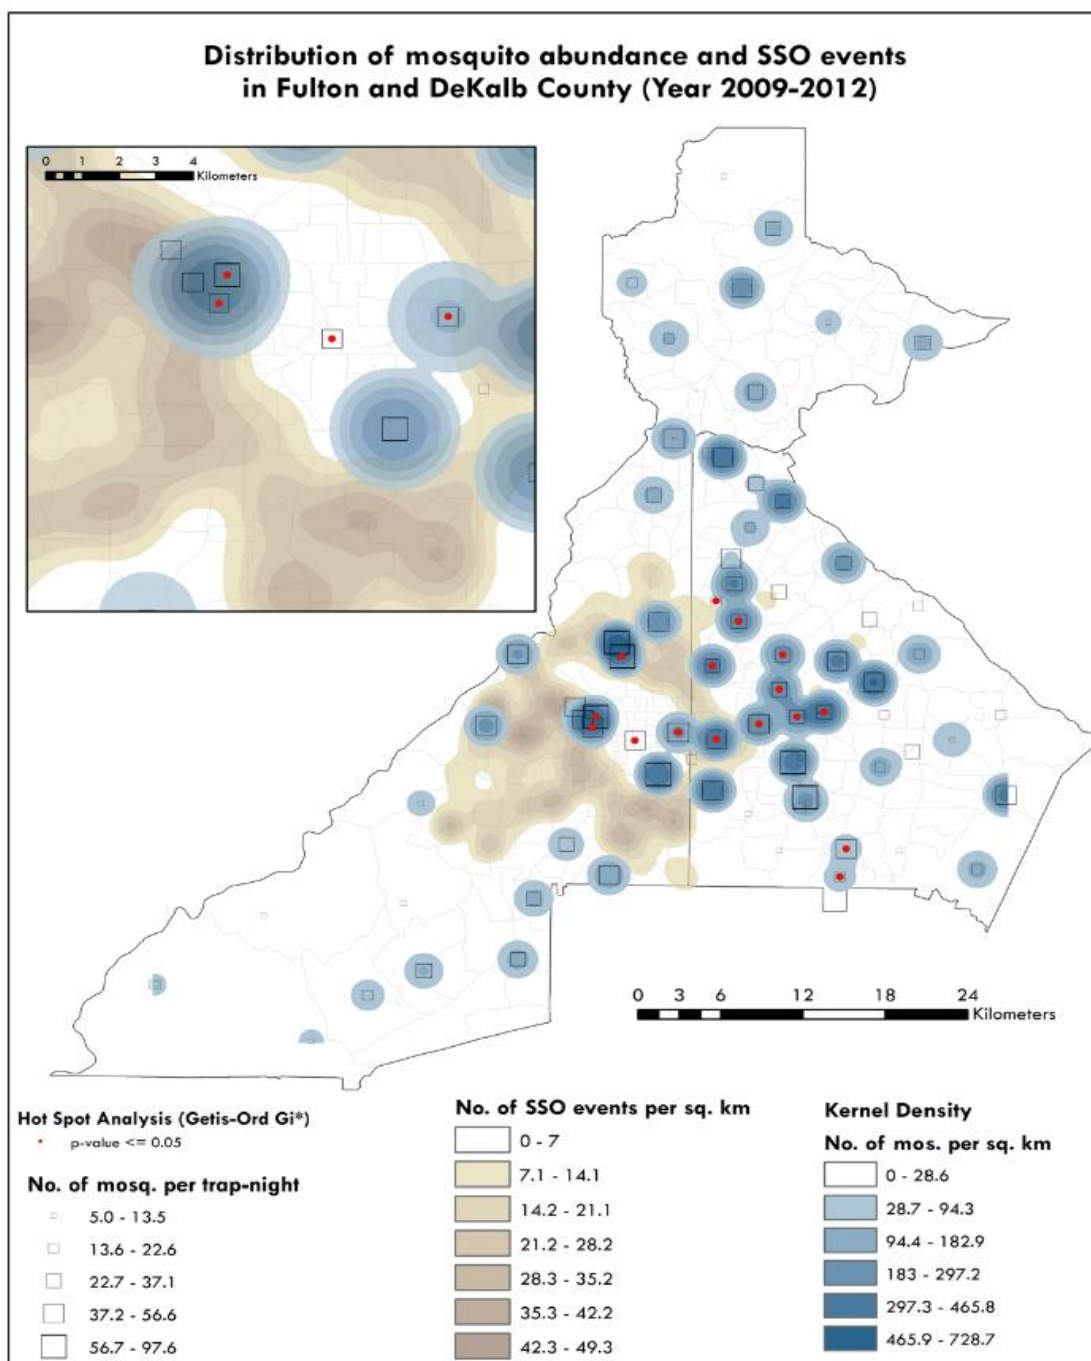 Distribution of mosquito abundance and SSO events
in Fulton and DeKalb County (Year 2009-2012)
0 1 2 3 4
Kilometers
0 3 6 12 18 24
Kilometers
Hot Spot Analysis (Getis-Ord Gi*)
p-value <= 0.05
No. of mosq. per trap-night
5.0 - 13.5
13.6 - 22.6
22.7 - 37.1
37.2 - 56.6
56.7 - 97.6
No. of SSO events per sq. km
0 - 7
7.1 - 14.1
14.2 - 21.1
21.2 - 28.2
28.3 - 35.2
35.3 - 42.2
42.3 - 49.3
Kernel Density
No. of mos. per sq. km
0 - 28.6
28.7 - 94.3
94.4 - 182.9
183 - 297.2
297.3 - 465.8
465.9 - 728.7